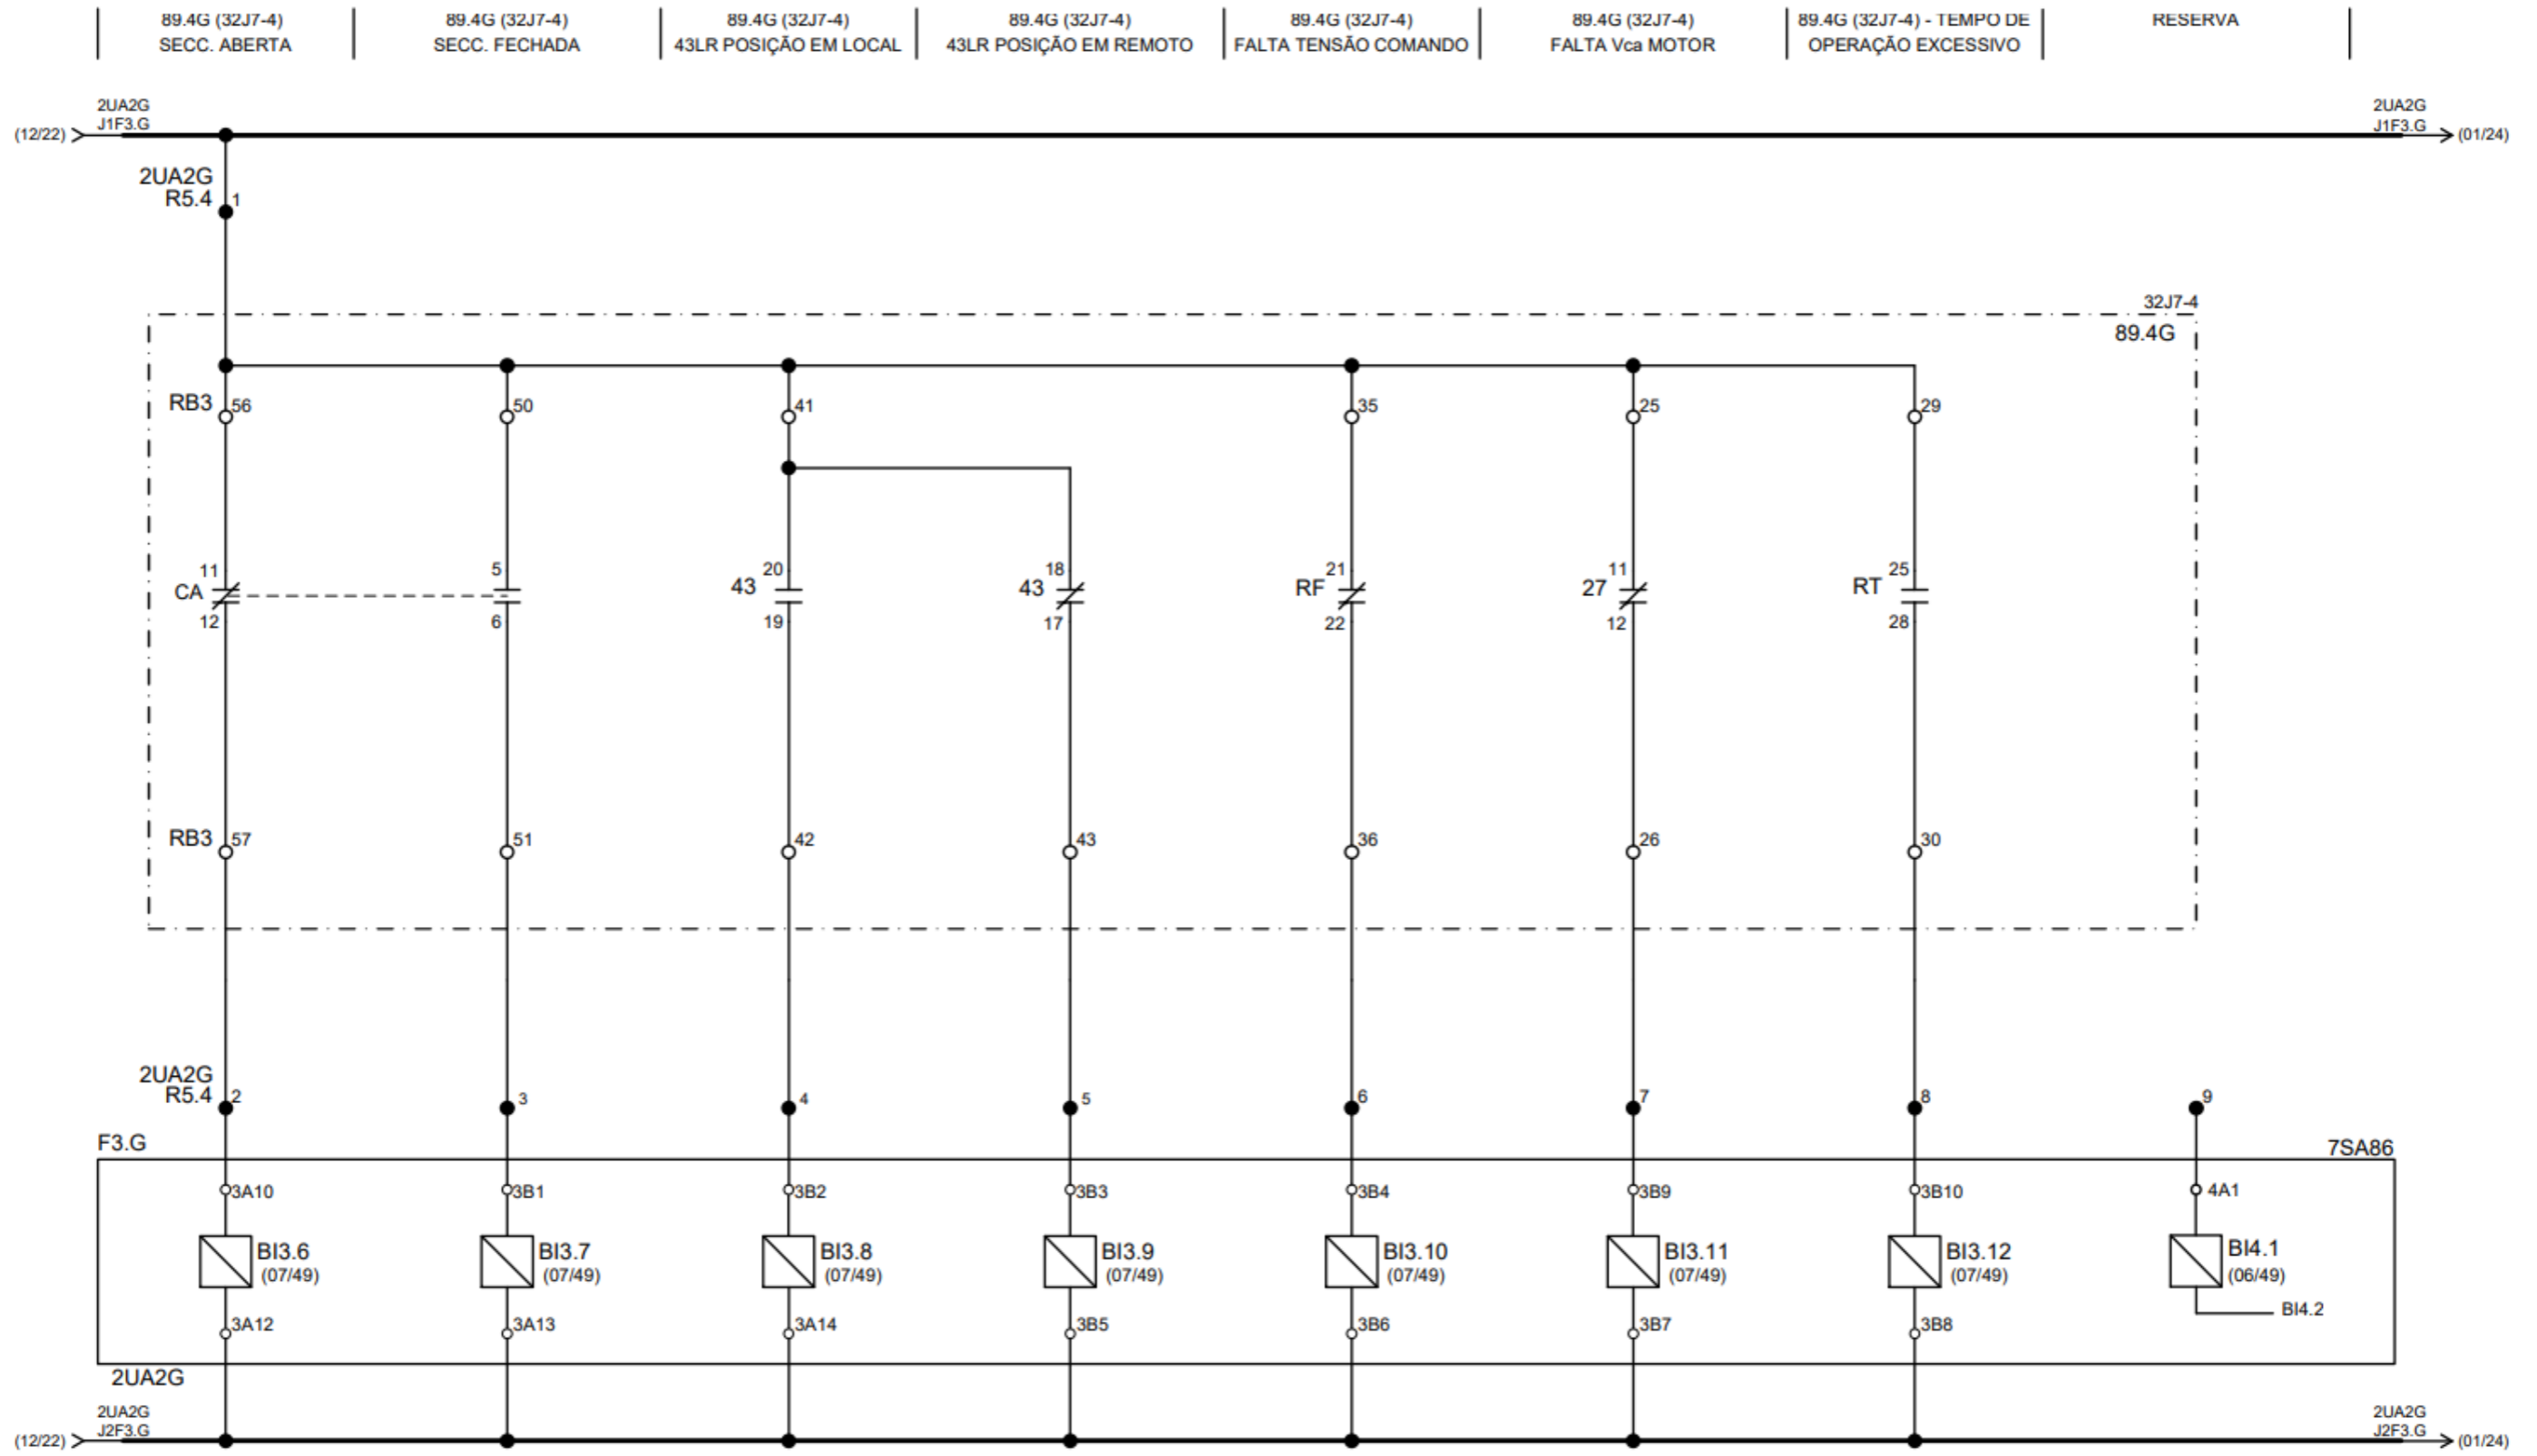 89.4G (32J7-4)
SECC. ABERTA
89.4G (32J7-4)
SECC. FECHADA
89.4G (32J7-4)
43LR POSIÇÃO EM LOCAL
89.4G (32J7-4)
43LR POSIÇÃO EM REMOTO
89.4G (32J7-4)
FALTA TENSÃO COMANDO
89.4G (32J7-4)
FALTA Vca MOTOR
89.4G (32J7-4) - TEMPO DE
OPERAÇÃO EXCESSIVO
RESERVA
2UA2G
J1F3.G
(12/22)
2UA2G
J1F3.G
(01/24)
2UA2G
R5.4
1
32J7-4
89.4G
RB3
56
50
41
35
25
29
11
CA
12
5
6
43
20
19
43
18
17
RF
21
22
27
11
12
RT
25
28
RB3
57
51
42
43
36
26
30
2UA2G
R5.4
2
3
4
5
6
7
8
9
F3.G
7SA86
3A10
3B1
3B2
3B3
3B4
3B9
3B10
4A1
BI3.6
(07/49)
BI3.7
(07/49)
BI3.8
(07/49)
BI3.9
(07/49)
BI3.10
(07/49)
BI3.11
(07/49)
BI3.12
(07/49)
BI4.1
(06/49)
BI4.2
3A12
3A13
3A14
3B5
3B6
3B7
3B8
2UA2G
2UA2G
J2F3.G
(12/22)
2UA2G
J2F3.G
(01/24)